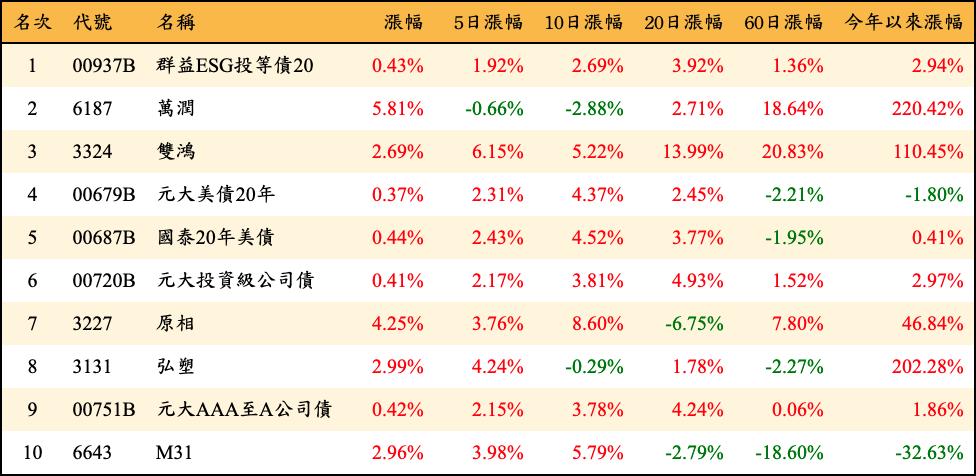 名次 代號 名稱 漲幅 5日漲幅 10日漲幅 20日漲幅 60日漲幅 今年以來漲幅
1 00937B 群益ESG投等債20 0.43% 1.92% 2.69% 3.92% 1.36% 2.94%
2 6187 萬潤 5.81% -0.66% -2.88% 2.71% 18.64% 220.42%
3 3324 雙鴻 2.69% 6.15% 5.22% 13.99% 20.83% 110.45%
4 00679B 元大美債20年 0.37% 2.31% 4.37% 2.45% -2.21% -1.80%
5 00687B 國泰20年美債 0.44% 2.43% 4.52% 3.77% -1.95% 0.41%
6 00720B 元大投資級公司債 0.41% 2.17% 3.81% 4.93% 1.52% 2.97%
7 3227 原相 4.25% 3.76% 8.60% -6.75% 7.80% 46.84%
8 3131 弘塑 2.99% 4.24% -0.29% 1.78% -2.27% 202.28%
9 00751B 元大AAA至A公司債 0.42% 2.15% 3.78% 4.24% 0.06% 1.86%
10 6643 M31 2.96% 3.98% 5.79% -2.79% -18.60% -32.63%